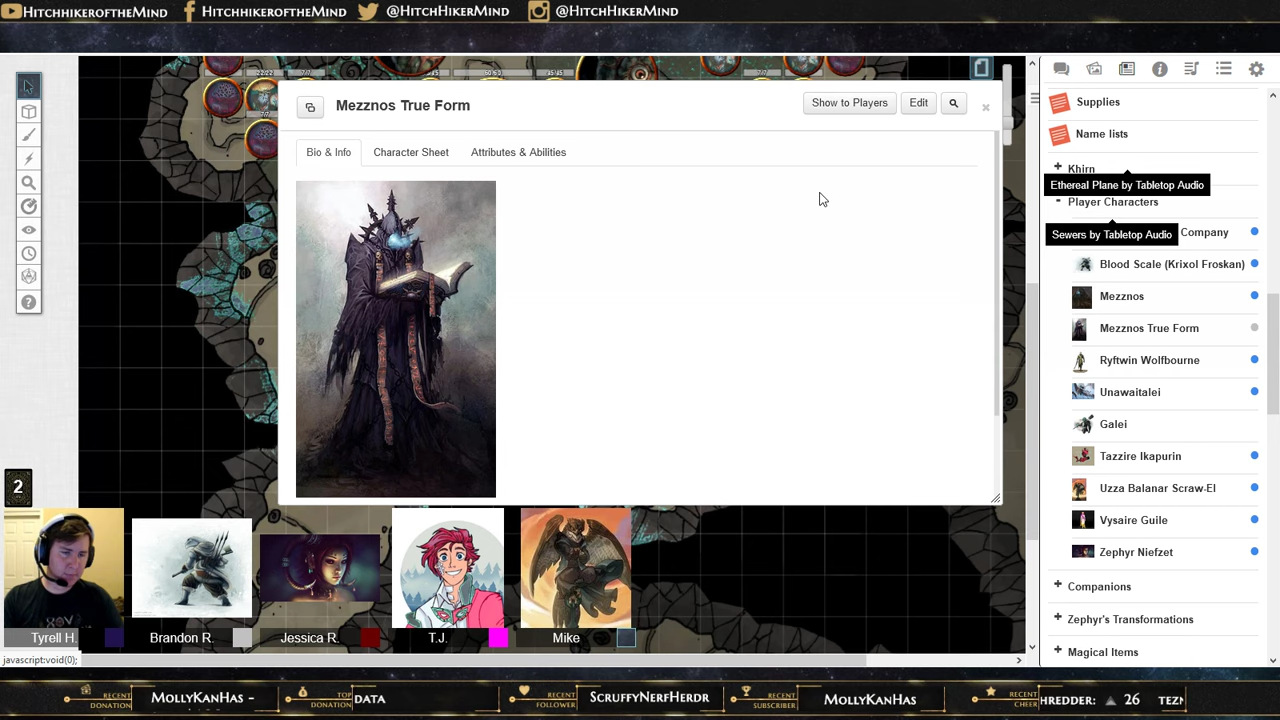 HITCHHIKEROFTHEMIND
HITCHHIKEROFTHEMIND
@HITCHHIKERMIND
@HITCHHIKERMIND
Mezznos True Form
Show to Players
Edit
Bio & Info
Character Sheet
Attributes & Abilities
Supplies
Name lists
Khirn
Ethereal Plane by Tabletop Audio
Player Characters
Sewers by Tabletop Audio
Company
Blood Scale (Krixol Froskan)
Mezznos
Mezznos True Form
Ryftwin Wolfbourne
Unawaitalei
Galei
Tazzire Ikapurin
Uzza Balanar Scraw-El
Vysaire Guile
Zephyr Niefzet
Companions
Zephyr's Transformations
Magical Items
2
Tyrell H.
Brandon R.
Jessica R.
T.J.
Mike
javascript:void(0);
RECENT
DONATION
MOLLYKANHAS -
TOP
DONATION
DATA
RECENT
FOLLOWER
SCRUFFYNERFHERDR
RECENT
SUBSCRIBER
MOLLYKANHAS
RECENT
CHEER
HREDDER: 26
TEZN